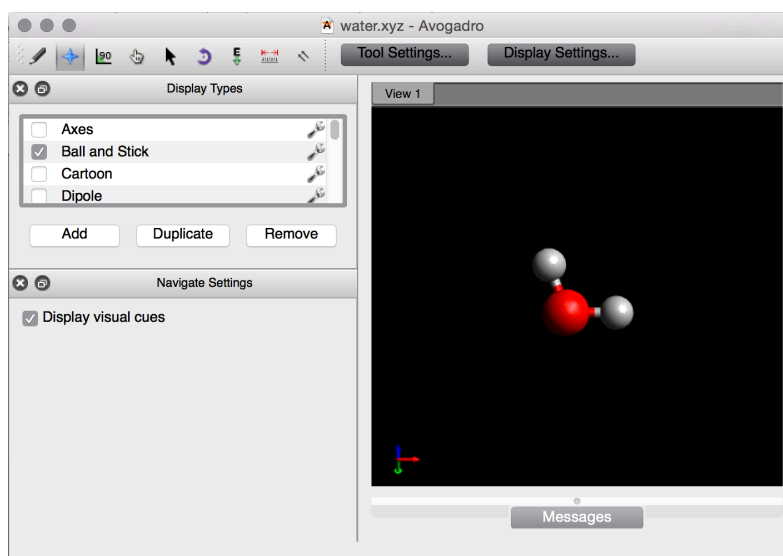 water.xyz - Avogadro
90
E
Tool Settings...
Display Settings...
Display Types
View 1
Axes
Ball and Stick
Cartoon
Dipole
Add
Duplicate
Remove
Navigate Settings
Display visual cues
Messages